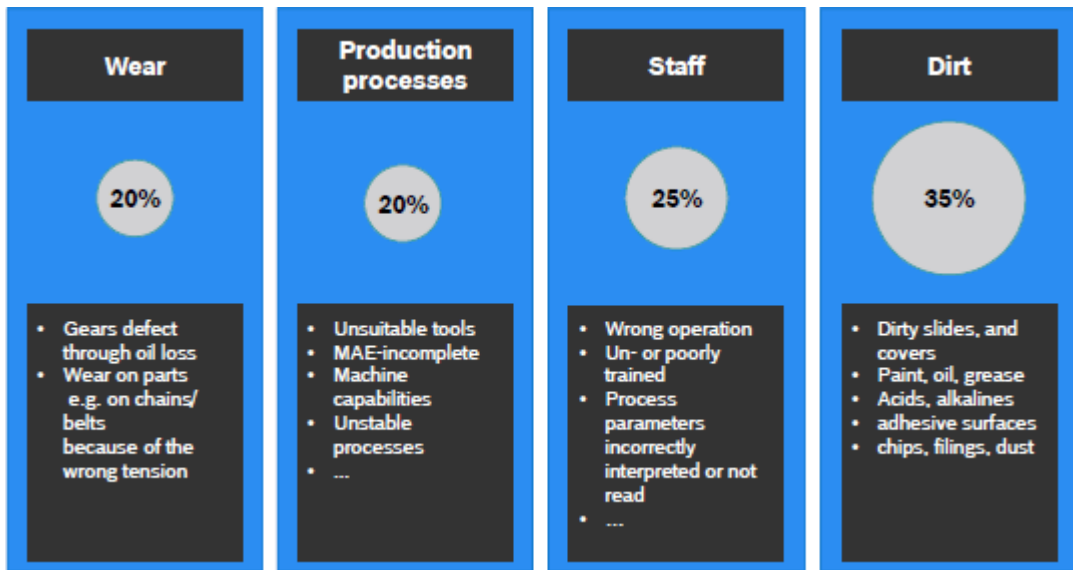 Wear
20%
• Gears defect
through oil loss
• Wear on parts
e.g. on chains/
belts
because of the
wrong tension
Production
processes
20%
• Unsuitable tools
• MAE-incomplete
• Machine
capabilities
• Unstable
processes
• ...
Staff
25%
• Wrong operation
• Un- or poorly
trained
• Process
parameters
incorrectly
interpreted or not
read
• ...
Dirt
35%
• Dirty slides, and
covers
• Paint, oil, grease
• Acids, alkalines
• adhesive surfaces
• chips, filings, dust